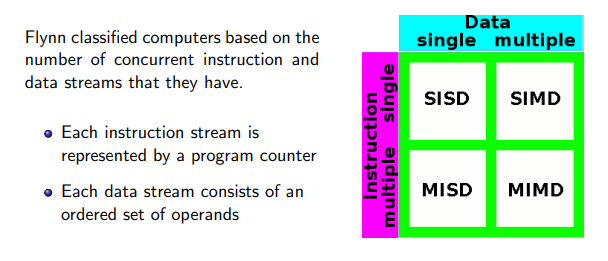 Flynn classified computers based on the
number of concurrent instruction and
data streams that they have.
Each instruction stream is
represented by a program counter
Each data stream consists of an
ordered set of operands
Data
single multiple
Instruction
single
multiple
SISD SIMD
MISD MIMD